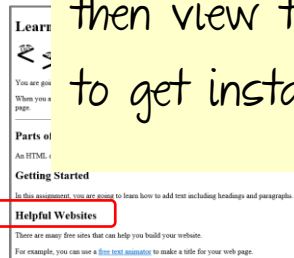 then view t
to get insta
Learn
You are goi
When you a
page.
Parts of
An HTML
Getting Started
In this assignment, you are going to learn how to add text including headings and paragraphs.
Helpful Websites
There are many free sites that can help you build your website.
For example, you can use a free text animator to make a title for your web page.